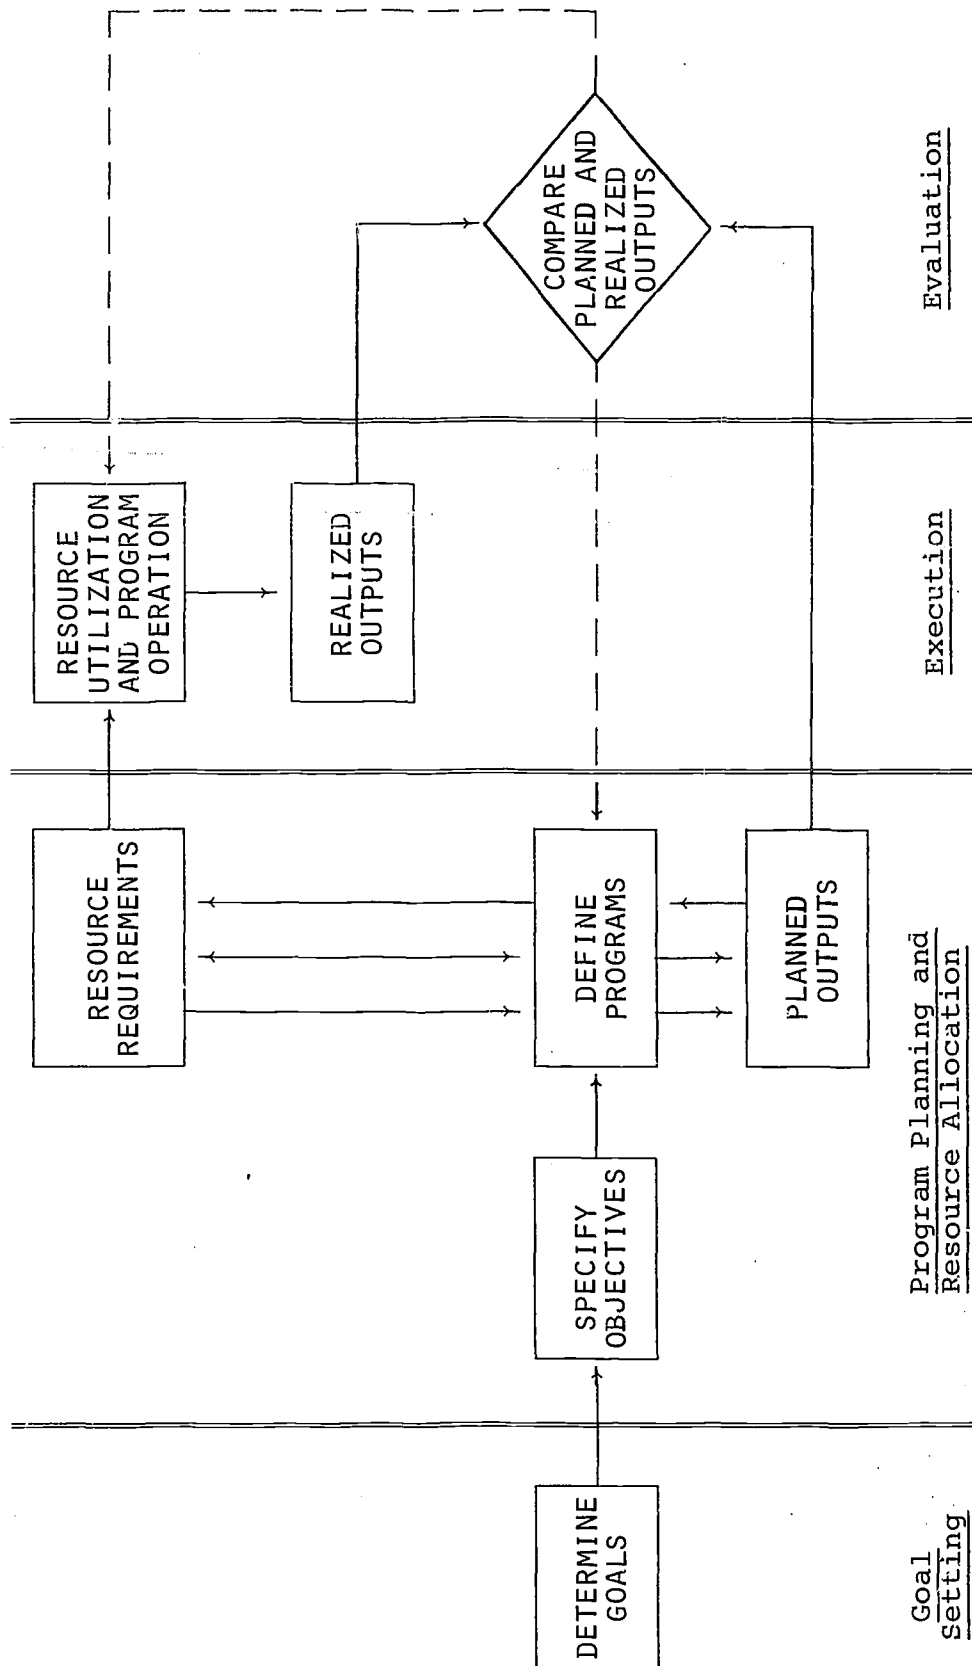 DETERMINE
GOALS
SPECIFY
OBJECTIVES
RESOURCE
REQUIREMENTS
DEFINE
PROGRAMS
PLANNED
OUTPUTS
RESOURCE
UTILIZATION
AND PROGRAM
OPERATION
REALIZED
OUTPUTS
COMPARE
PLANNED AND
REALIZED
OUTPUTS
Goal
Setting
Program Planning and
Resource Allocation
Execution
Evaluation